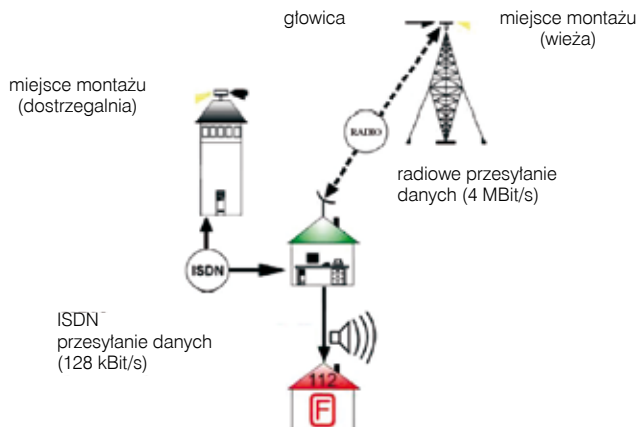 głowica
miejsce montażu
(wieża)
miejsce montażu
(dostrzegalnia)
RADIO
radiowe przesyłanie
danych (4 MBit/s)
ISDN
ISDN
przesyłanie danych
(128 kBit/s)
112
F